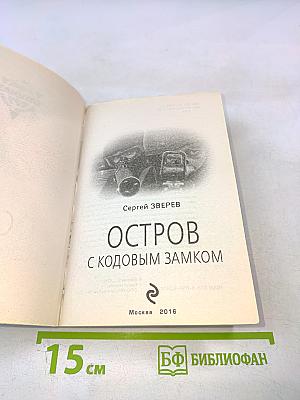 Сергей ЗВЕРЕВ
ОСТРОВ
С КОДОВЫМ ЗАМКОМ
Москва 2016
15 см
БФ БИБЛИОФАН